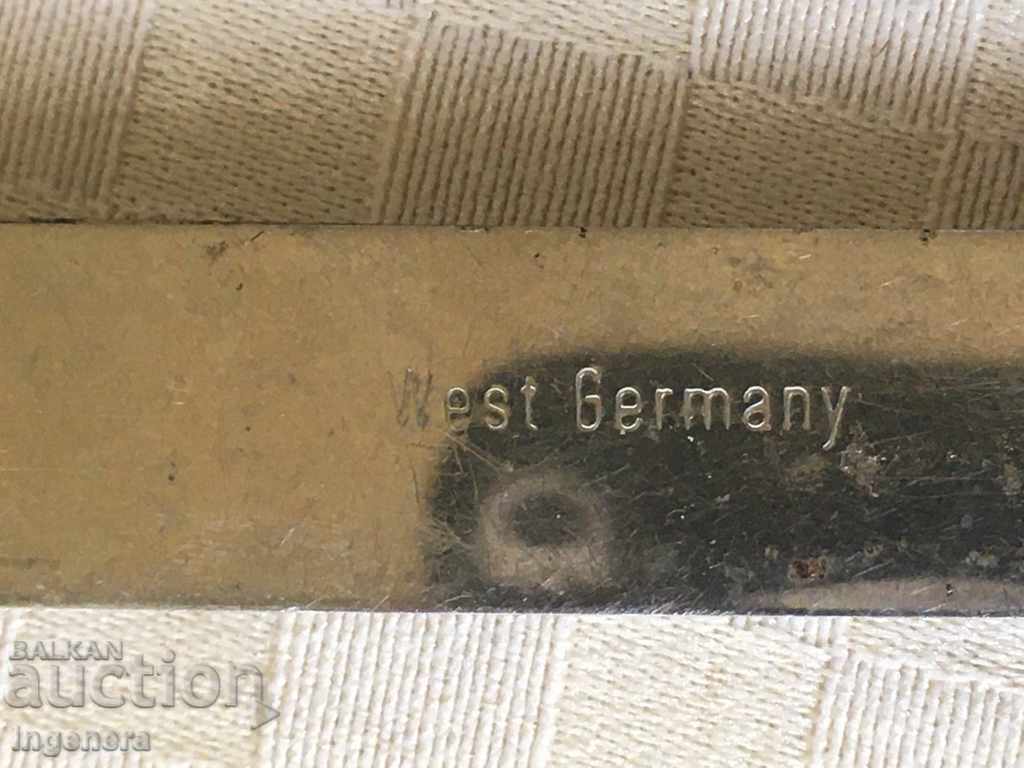 West Germany
BALKAN
auction
Ingenora